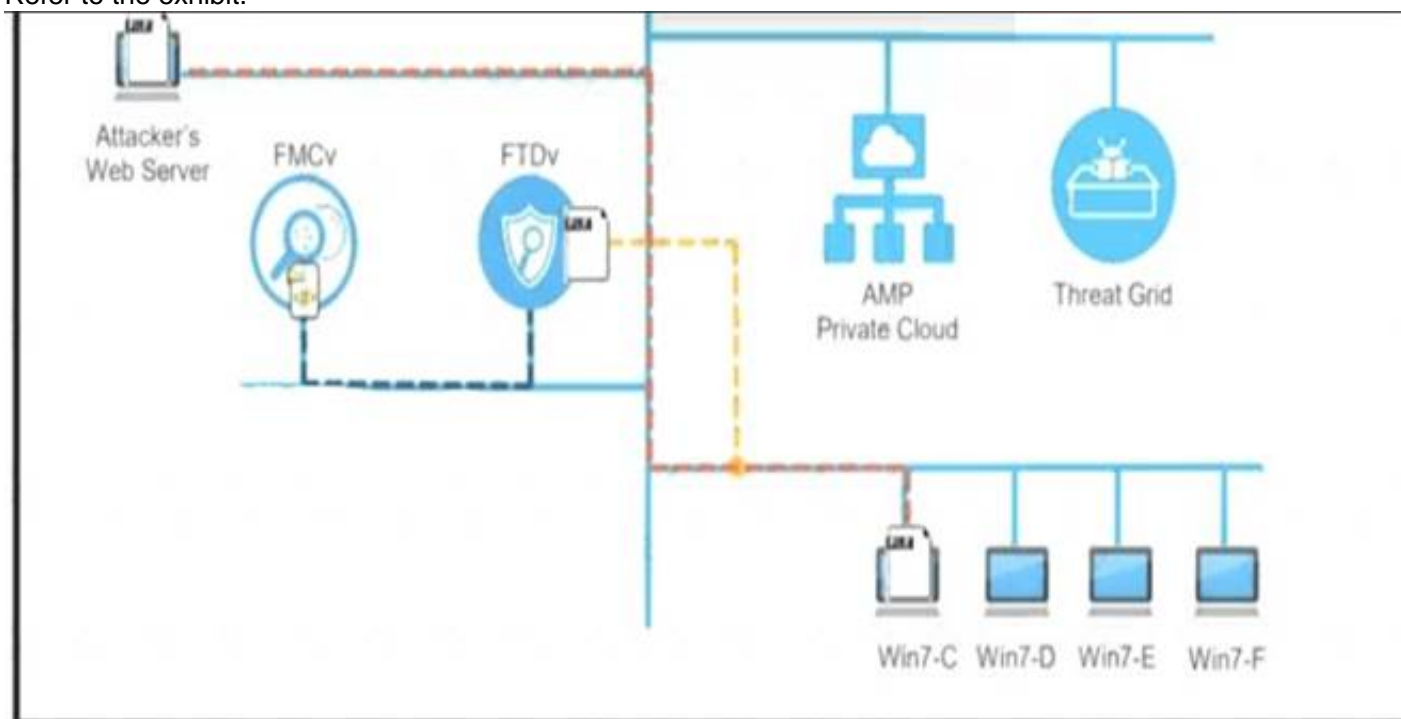 Refer to the exhibit.
Attacker's
Web Server
FMCv
FTDv
AMP
Private Cloud
Threat Grid
Win7-C Win7-D Win7-E Win7-F